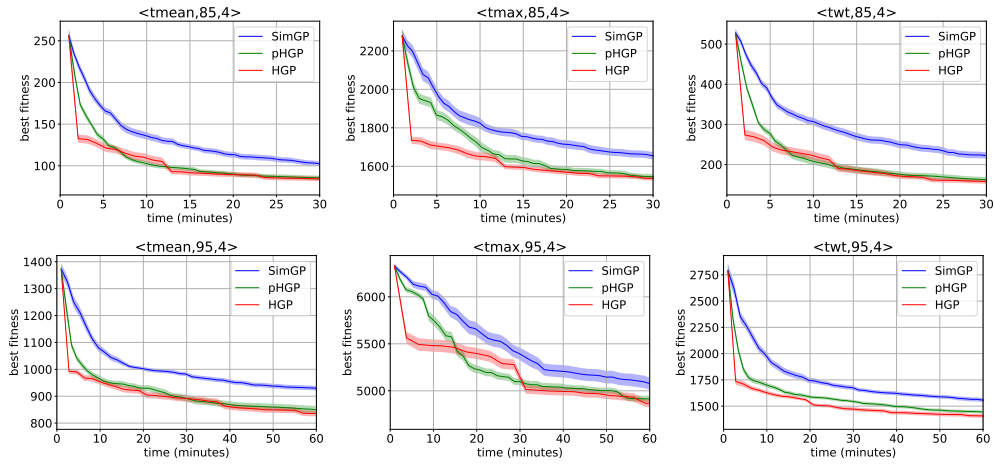 <tmean,85,4>
best fitness
250
200
150
100
SimGP
pHGP
HGP
0 5 10 15 20 25 30
time (minutes)
<tmax,85,4>
best fitness
2200
2000
1800
1600
SimGP
pHGP
HGP
0 5 10 15 20 25 30
time (minutes)
<twt,85,4>
best fitness
500
400
300
200
SimGP
pHGP
HGP
0 5 10 15 20 25 30
time (minutes)
<tmean,95,4>
best fitness
1400
1300
1200
1100
1000
900
800
SimGP
pHGP
HGP
0 10 20 30 40 50 60
time (minutes)
<tmax,95,4>
best fitness
6000
5500
5000
SimGP
pHGP
HGP
0 10 20 30 40 50 60
time (minutes)
<twt,95,4>
best fitness
2750
2500
2250
2000
1750
1500
SimGP
pHGP
HGP
0 10 20 30 40 50 60
time (minutes)